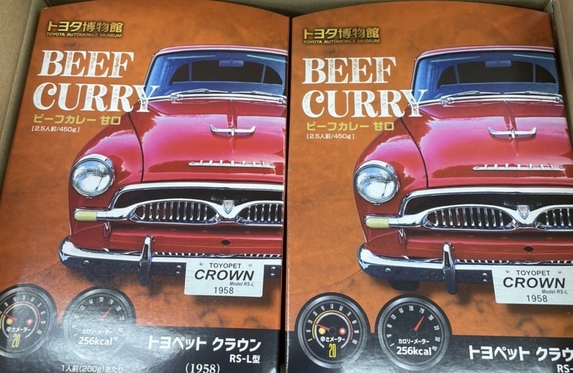 トヨタ博物館
TOYOTA AUTOMOBILE MUSEUM
BEEF
CURRY
ビーフカレー 甘口
[2.5人前/450g]
TOYOPET
CROWN
Model RS-L
1958
辛さメーター
20
カロリーメーター
256kcal
1人前(200g)あたり
トヨペット クラウン
RS-L型
(1958)
トヨタ博物館
TOYOTA AUTOMOBILE MUSEUM
BEEF
CURRY
ビーフカレー 甘口
[2.5人前/450g]
TOYOPET
CROWN
Model RS-L
1958
辛さメーター
20
カロリーメーター
256kcal
トヨペット クラウン
RS-L型